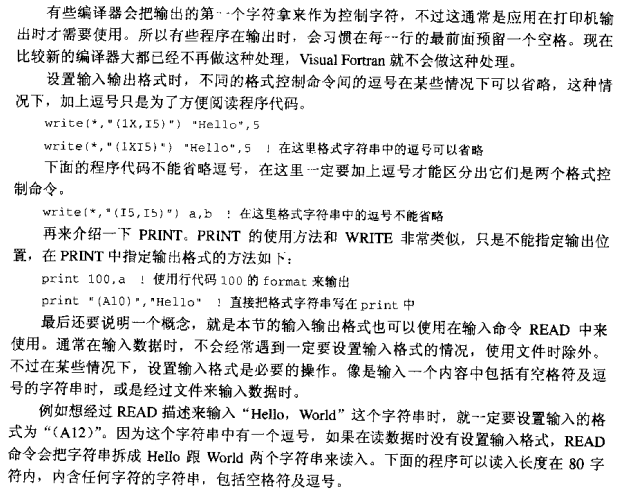 有些编译器会把输出的第一个字符拿来作为控制字符，不过这通常是应用在打印机输
出时才需要使用。所以有些程序在输出时，会习惯在每一行的最前面预留一个空格。现在
比较新的编译器大都已经不再做这种处理，Visual Fortran 就不会做这种处理。
设置输入输出格式时，不同的格式控制命令间的逗号在某些情况下可以省略，这种情
况下，加上逗号只是为了方便阅读程序代码。
write(*,"(1X,I5)") "Hello",5
write(*,"(1XI5)") "Hello",5 ! 在这里格式字符串中的逗号可以省略
下面的程序代码不能省略逗号，在这里一定要加上逗号才能区分出它们是两个格式控
制命令。
write(*,"(I5,I5)") a,b ! 在这里格式字符串中的逗号不能省略
再来介绍一下 PRINT。PRINT 的使用方法和 WRITE 非常类似，只是不能指定输出位
置，在 PRINT 中指定输出格式的方法如下：
print 100,a ! 使用行代码 100 的 format 来输出
print "(A10)","Hello" ! 直接把格式字符串写在 print 中
最后还要说明一个概念，就是本节的输入输出格式也可以使用在输入命令 READ 中来
使用。通常在输入数据时，不会经常遇到一定要设置输入格式的情况，使用文件时除外。
不过在某些情况下，设置输入格式是必要的操作。像是输入一个内容中包括有空格符及逗
号的字符串时，或是经过文件来输入数据时。
例如想经过 READ 描述来输入“Hello，World”这个字符串时，就一定要设置输入的格
式为“(A12)”。因为这个字符串中有一个逗号，如果在读数据时没有设置输入格式，READ
命令会把字符串拆成 Hello 跟 World 两个字符串来读入。下面的程序可以读入长度在 80 字
符内，内含任何字符的字符串，包括空格符及逗号。